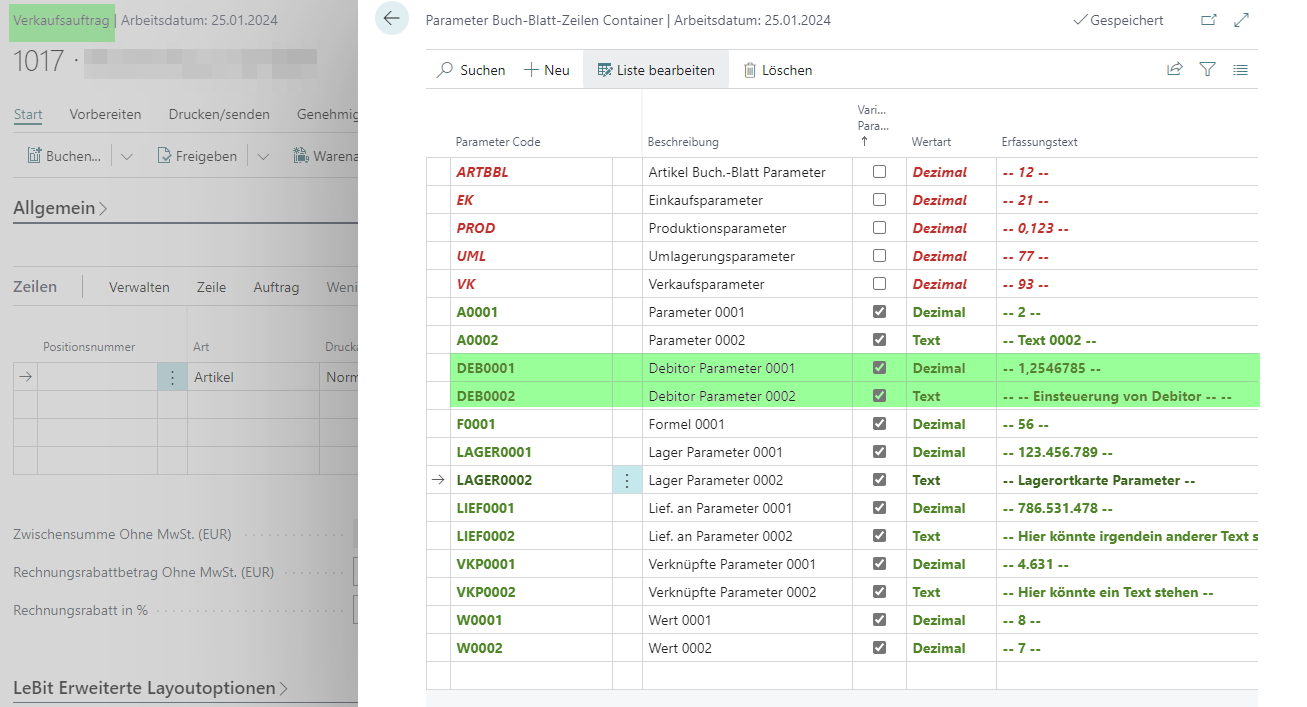 Verkaufsauftrag | Arbeitsdatum: 25.01.2024
1017 ·
Start Vorbereiten Drucken/senden Genehmig
Buchen... Freigeben Warena
Allgemein
Zeilen Verwalten Zeile Auftrag Weni
Positionsnummer Art Drucka
Artikel Norm
Zwischensumme Ohne MwSt. (EUR)
Rechnungsrabattbetrag Ohne MwSt. (EUR)
Rechnungsrabatt in %
LeBit Erweiterte Layoutoptionen
Parameter Buch-Blatt-Zeilen Container | Arbeitsdatum: 25.01.2024 Gespeichert
Suchen Neu Liste bearbeiten Löschen
Parameter Code Beschreibung Vari... Para... ↑ Wertart Erfassungstext
ARTBBL Artikel Buch.-Blatt Parameter Dezimal -- 12 --
EK Einkaufsparameter Dezimal -- 21 --
PROD Produktionsparameter Dezimal -- 0,123 --
UML Umlagerungsparameter Dezimal -- 77 --
VK Verkaufsparameter Dezimal -- 93 --
A0001 Parameter 0001 Dezimal -- 2 --
A0002 Parameter 0002 Text -- Text 0002 --
DEB0001 Debitor Parameter 0001 Dezimal -- 1,2546785 --
DEB0002 Debitor Parameter 0002 Text -- -- Einsteuerung von Debitor -- --
F0001 Formel 0001 Dezimal -- 56 --
LAGER0001 Lager Parameter 0001 Dezimal -- 123.456.789 --
LAGER0002 Lager Parameter 0002 Text -- Lagerortkarte Parameter --
LIEF0001 Lief. an Parameter 0001 Dezimal -- 786.531.478 --
LIEF0002 Lief. an Parameter 0002 Text -- Hier könnte irgendein anderer Text s
VKP0001 Verknüpfte Parameter 0001 Dezimal -- 4.631 --
VKP0002 Verknüpfte Parameter 0002 Text -- Hier könnte ein Text stehen --
W0001 Wert 0001 Dezimal -- 8 --
W0002 Wert 0002 Dezimal -- 7 --